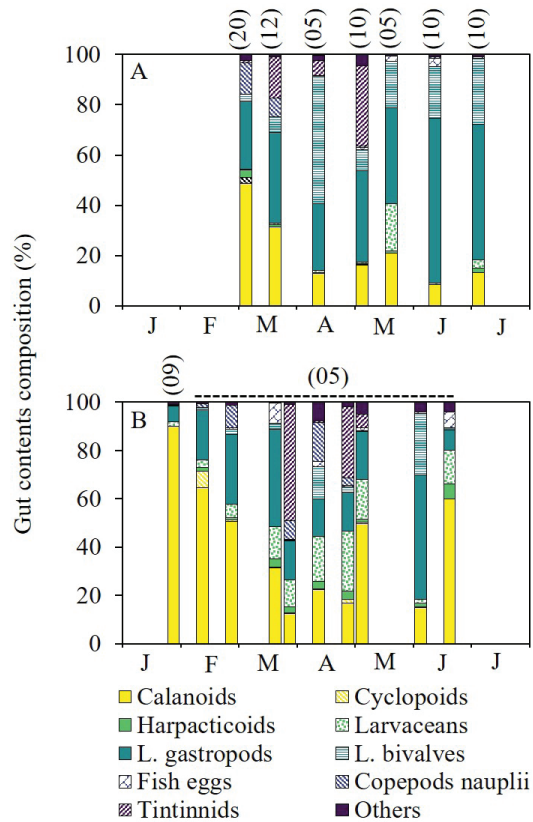 (20) (12) (05) (10) (05) (10) (10)
A
100
80
60
40
20
0
J F M A M J J
Gut contents composition (%)
(09) (05)
B
100
80
60
40
20
0
J F M A M J J
Calanoids Cyclopoids
Harpacticoids Larvaceans
L. gastropods L. bivalves
Fish eggs Copepods nauplii
Tintinnids Others